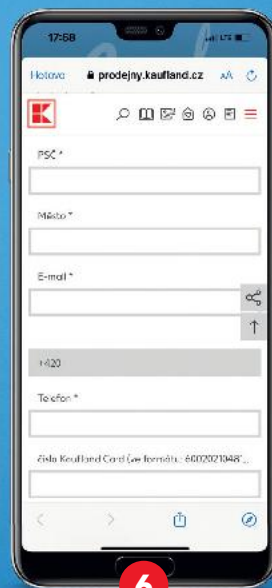 17:58
LTE
Hotovo
prodejny.kaufland.cz
AA
K
PSČ *
Město *
E-mail *
+420
Telefon *
číslo Kaufland Card (ve formátu: 6002021048"...
6